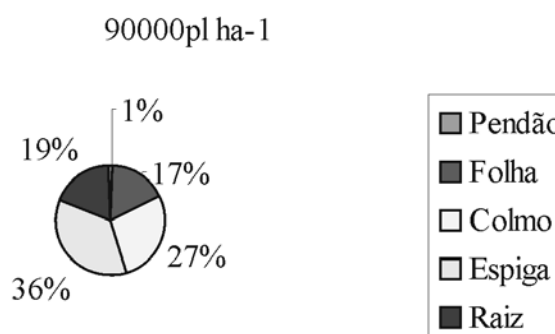 90000pl ha-1
1%
19%
17%
27%
36%
Pendão
Folha
Colmo
Espiga
Raiz